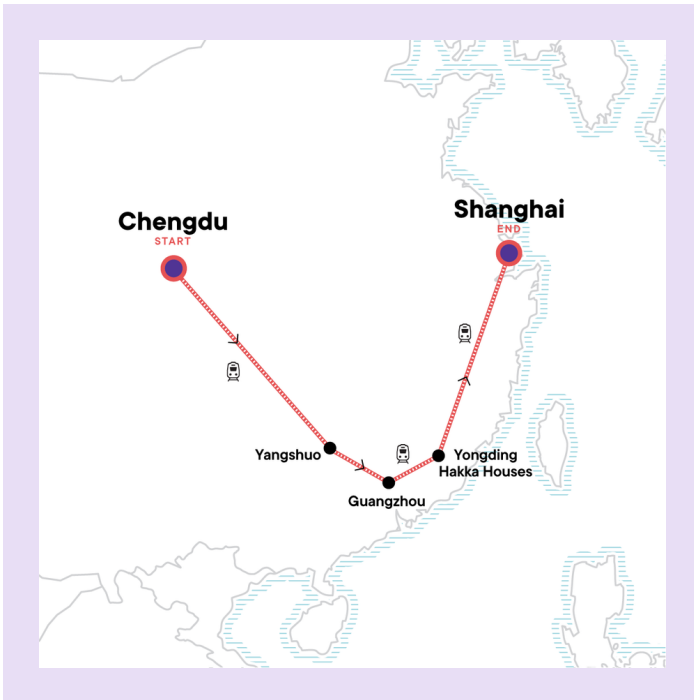 Chengdu
START
Shanghai
END
Yangshuo
Guangzhou
Yongding
Hakka Houses